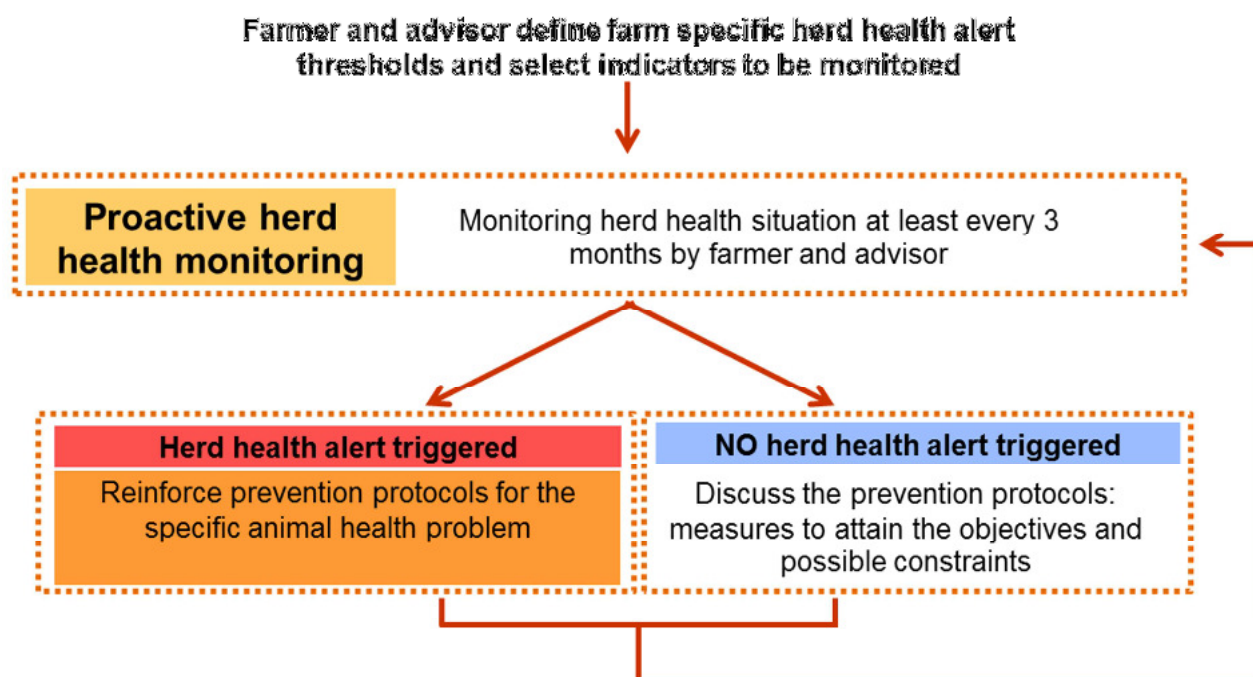 Farmer and advisor define farm specific herd health alert
thresholds and select indicators to be monitored
Proactive herd
health monitoring
Monitoring herd health situation at least every 3
months by farmer and advisor
Herd health alert triggered
Reinforce prevention protocols for the
specific animal health problem
NO herd health alert triggered
Discuss the prevention protocols:
measures to attain the objectives and
possible constraints